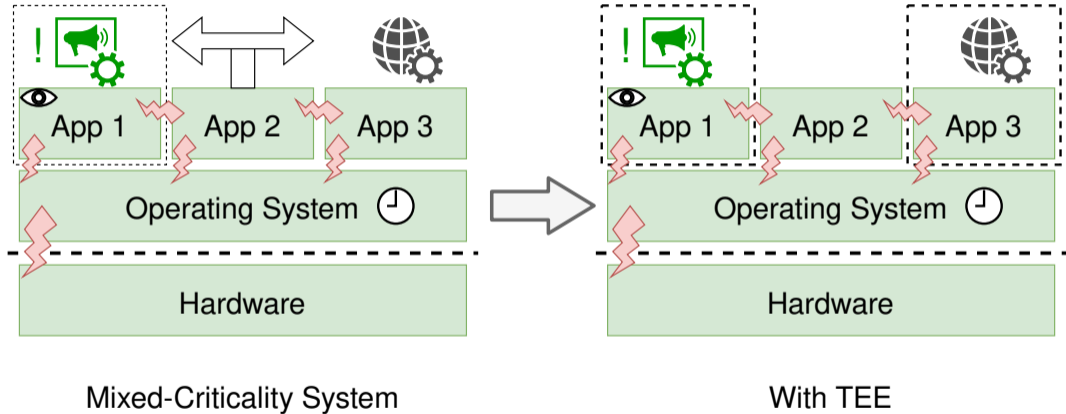 !
App 1
App 2
App 3
Operating System
Hardware
Mixed-Criticality System
!
App 1
App 2
App 3
Operating System
Hardware
With TEE